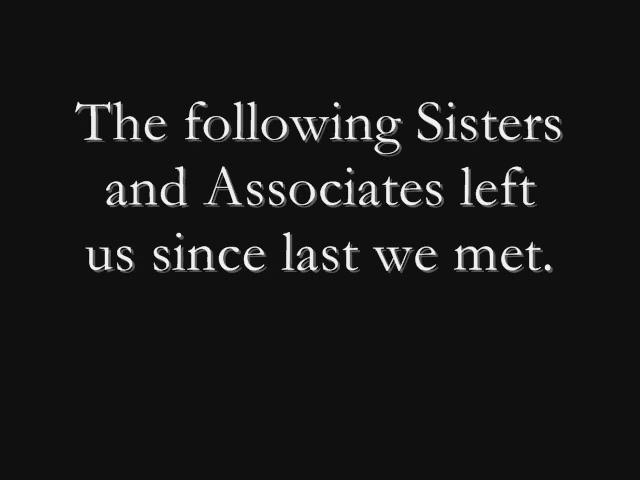 The following Sisters
and Associates left
us since last we met.